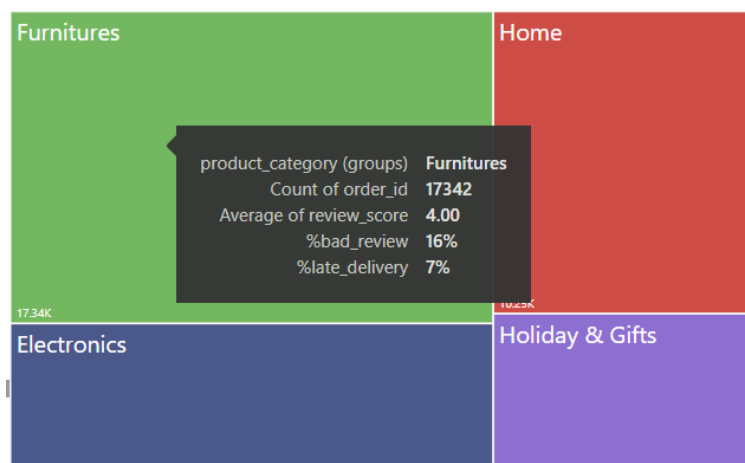 Furnitures
Home
product_category (groups) Furnitures
Count of order_id 17342
Average of review_score 4.00
%bad_review 16%
%late_delivery 7%
17.34K
Electronics
Holiday & Gifts